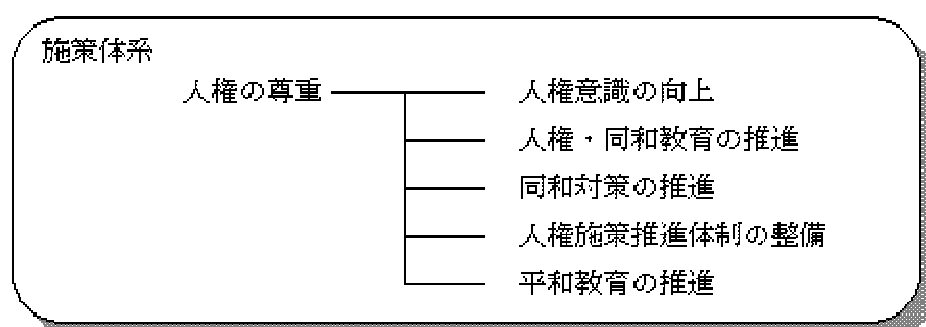 施策体系
人権の尊重 人権意識の向上
人権・同和教育の推進
同和対策の推進
人権施策推進体制の整備
平和教育の推進